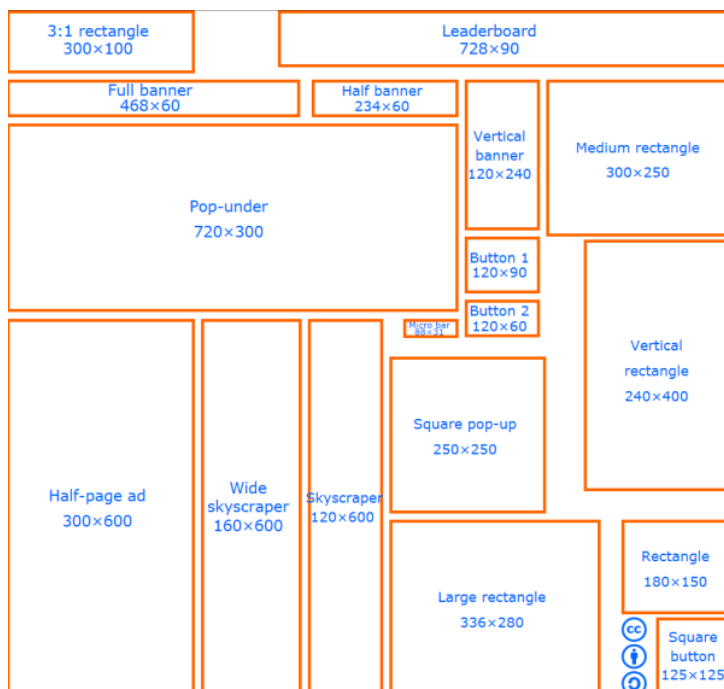 3:1 rectangle
300×100
Leaderboard
728×90
Full banner
468×60
Half banner
234×60
Vertical
banner
120×240
Medium rectangle
300×250
Pop-under
720×300
Button 1
120×90
Button 2
120×60
Micro bar
88×31
Vertical
rectangle
240×400
Square pop-up
250×250
Half-page ad
300×600
Wide
skyscraper
160×600
Skyscraper
120×600
Large rectangle
336×280
Rectangle
180×150
cc
Square
button
125×125